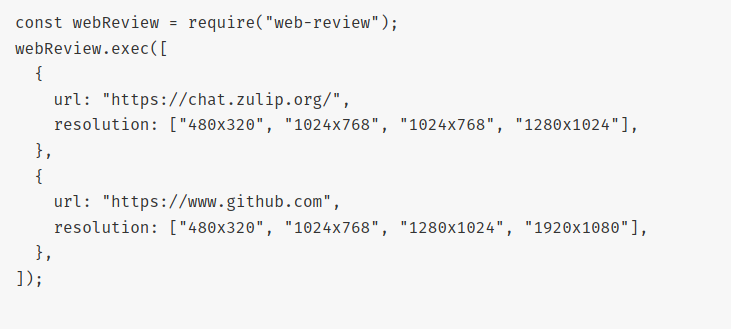 const webReview = require("web-review");
webReview.exec([
  {
    url: "https://chat.zulip.org/",
    resolution: ["480x320", "1024x768", "1024x768", "1280x1024"],
  },
  {
    url: "https://www.github.com",
    resolution: ["480x320", "1024x768", "1280x1024", "1920x1080"],
  },
]);